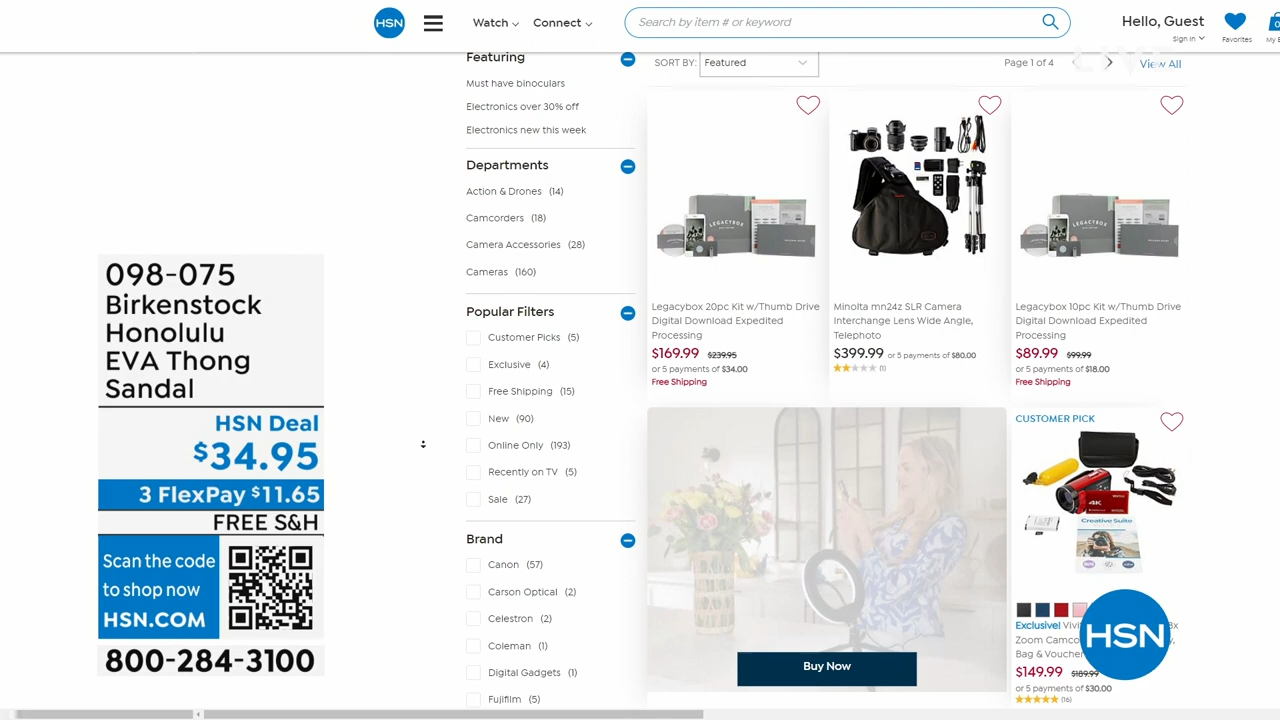 HSN
Watch
Connect
Search by item # or keyword
Hello, Guest
Sign In
Favorites
0
Featuring
Must have binoculars
Electronics over 30% off
Electronics new this week
SORT BY:
Featured
Page 1 of 4
View All
LIVE
Departments
Action & Drones (14)
Camcorders (18)
Camera Accessories (28)
Cameras (160)
Popular Filters
Customer Picks (5)
Exclusive (4)
Free Shipping (15)
New (90)
Online Only (193)
Recently on TV (5)
Sale (27)
Brand
Canon (57)
Carson Optical (2)
Celestron (2)
Coleman (1)
Digital Gadgets (1)
Fujifilm (5)
LEGACYBOX
Legacybox 20pc Kit w/Thumb Drive
Digital Download Expedited
Processing
$169.99 $239.95
or 5 payments of $34.00
Free Shipping
Minolta mn24z SLR Camera
Interchange Lens Wide Angle,
Telephoto
$399.99 or 5 payments of $80.00
(1)
LEGACYBOX
Legacybox 10pc Kit w/Thumb Drive
Digital Download Expedited
Processing
$89.99 $99.99
or 5 payments of $18.00
Free Shipping
Buy Now
CUSTOMER PICK
4K
Creative Suite
Exclusive!
Zoom
Bag & Voucher
$149.99 $189.99
or 5 payments of $30.00
(16)
HSN
098-075
Birkenstock
Honolulu
EVA Thong
Sandal
HSN Deal
$34.95
3 FlexPay $11.65
FREE S&H
Scan the code
to shop now
HSN.COM
800-284-3100